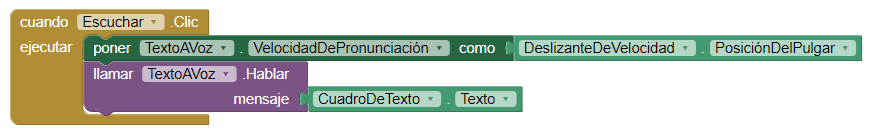 cuando Escuchar .Clic
ejecutar poner TextoAVoz . VelocidadDePronunciación como DeslizanteDeVelocidad . PosiciónDelPulgar
llamar TextoAVoz .Hablar
mensaje CuadroDeTexto . Texto